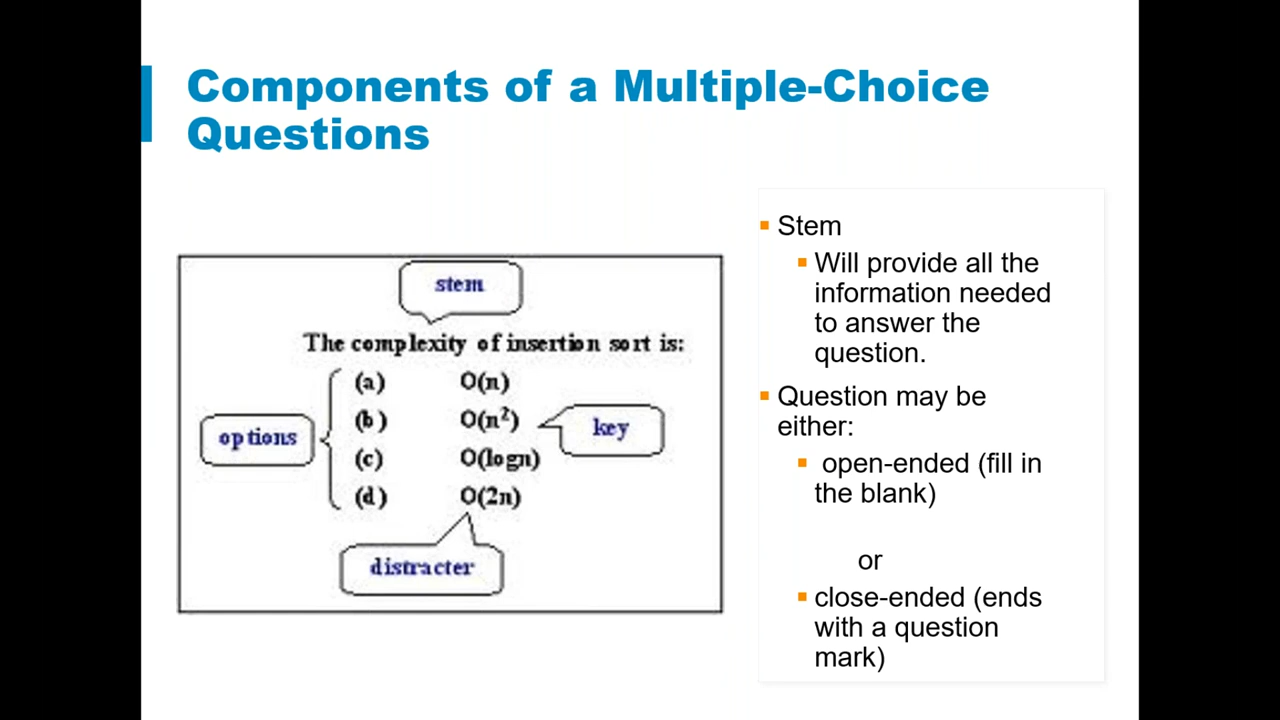 Components of a Multiple-Choice
Questions
stem
The complexity of insertion sort is:
(a) O(n)
(b) O(n²)
(c) O(logn)
(d) O(2n)
options
key
distracter
Stem
Will provide all the
information needed
to answer the
question.
Question may be
either:
open-ended (fill in
the blank)
or
close-ended (ends
with a question
mark)